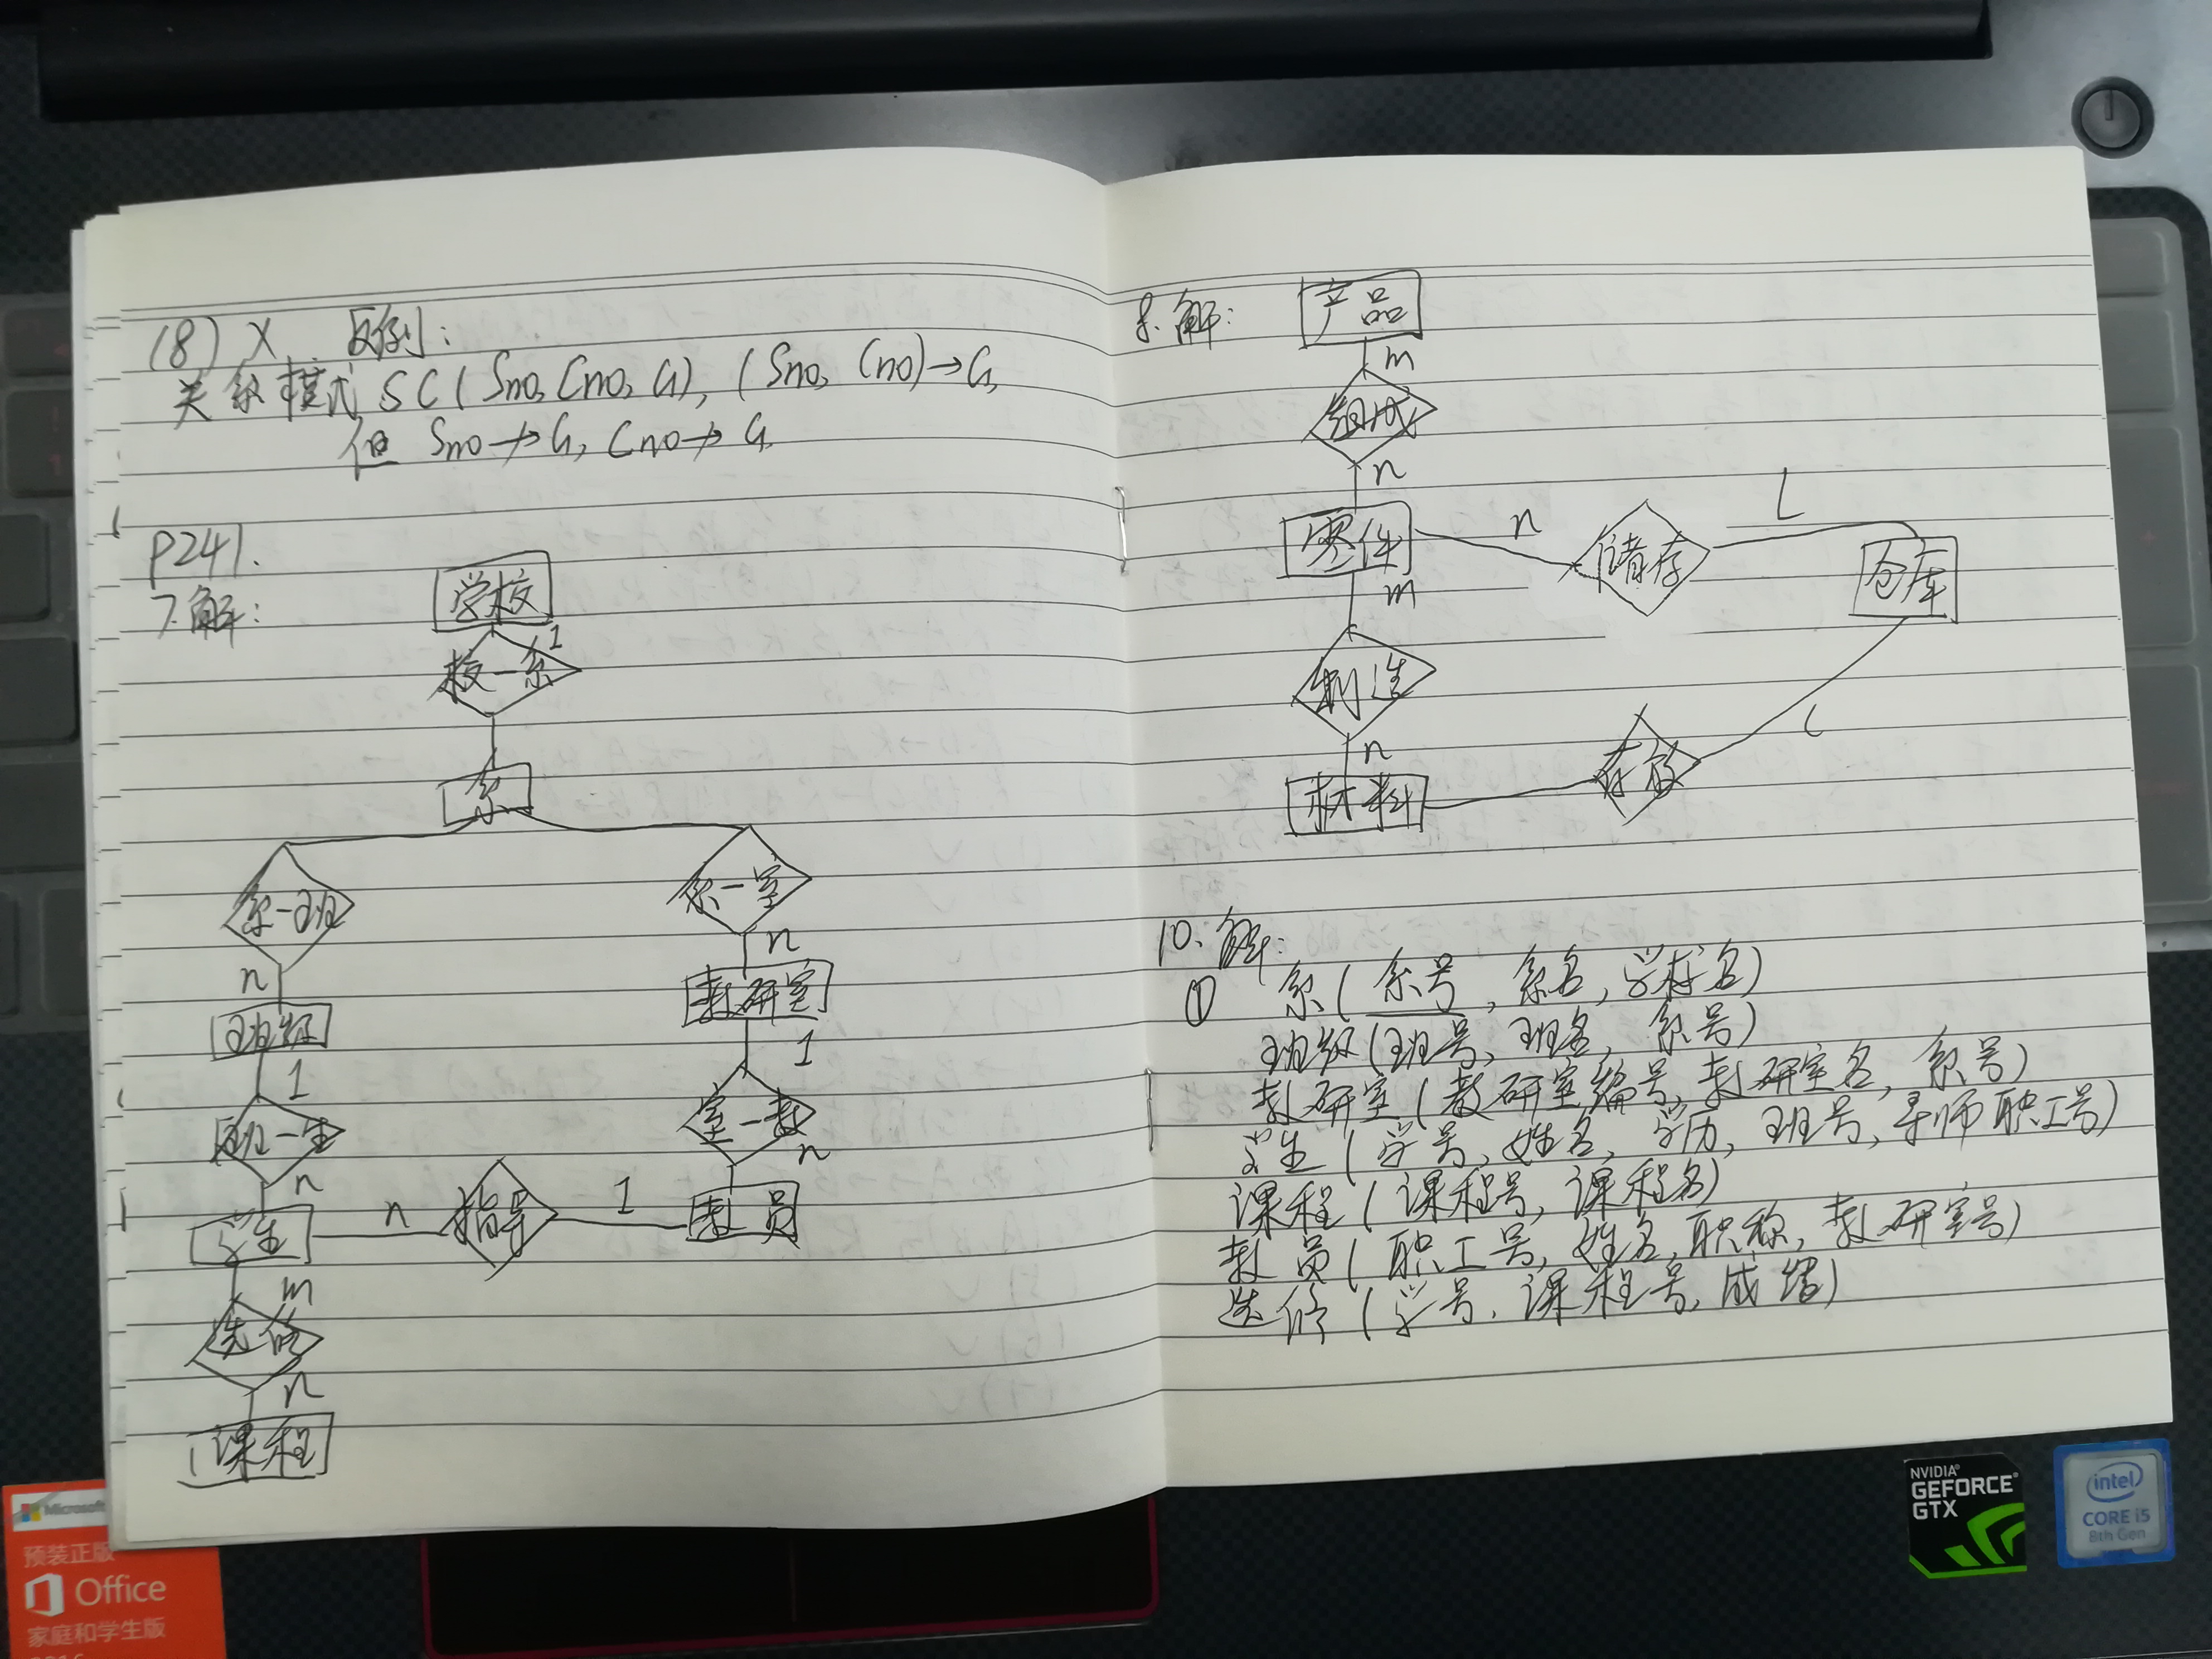 (8) X 反例:
关系模式 SC(Sno, Cno, G), (Sno, Cno)→G,
但 Sno↛G, Cno↛G.
P241.
7.解:
学校
1
校-系
系
系-班
系-室
n
n
班级
教研室
1
1
班-生
室-教
n
n
学生
n
指导
1
教员
m
选修
n
课程
8.解:
产品
m
组成
n
零件
n
储存
L
仓库
m
制造
n
材料
存放
L
10.解:
① 系(系号, 系名, 学校名)
班级(班号, 班名, 系号)
教研室(教研室编号, 教研室名, 系号)
学生(学号, 姓名, 学历, 班号, 导师职工号)
课程(课程号, 课程名)
教员(职工号, 姓名, 职称, 教研室号)
选修(学号, 课程号, 成绩)
Microsoft
预装正版
Office
家庭和学生版
NVIDIA
GEFORCE
GTX
intel
CORE i5
8th Gen